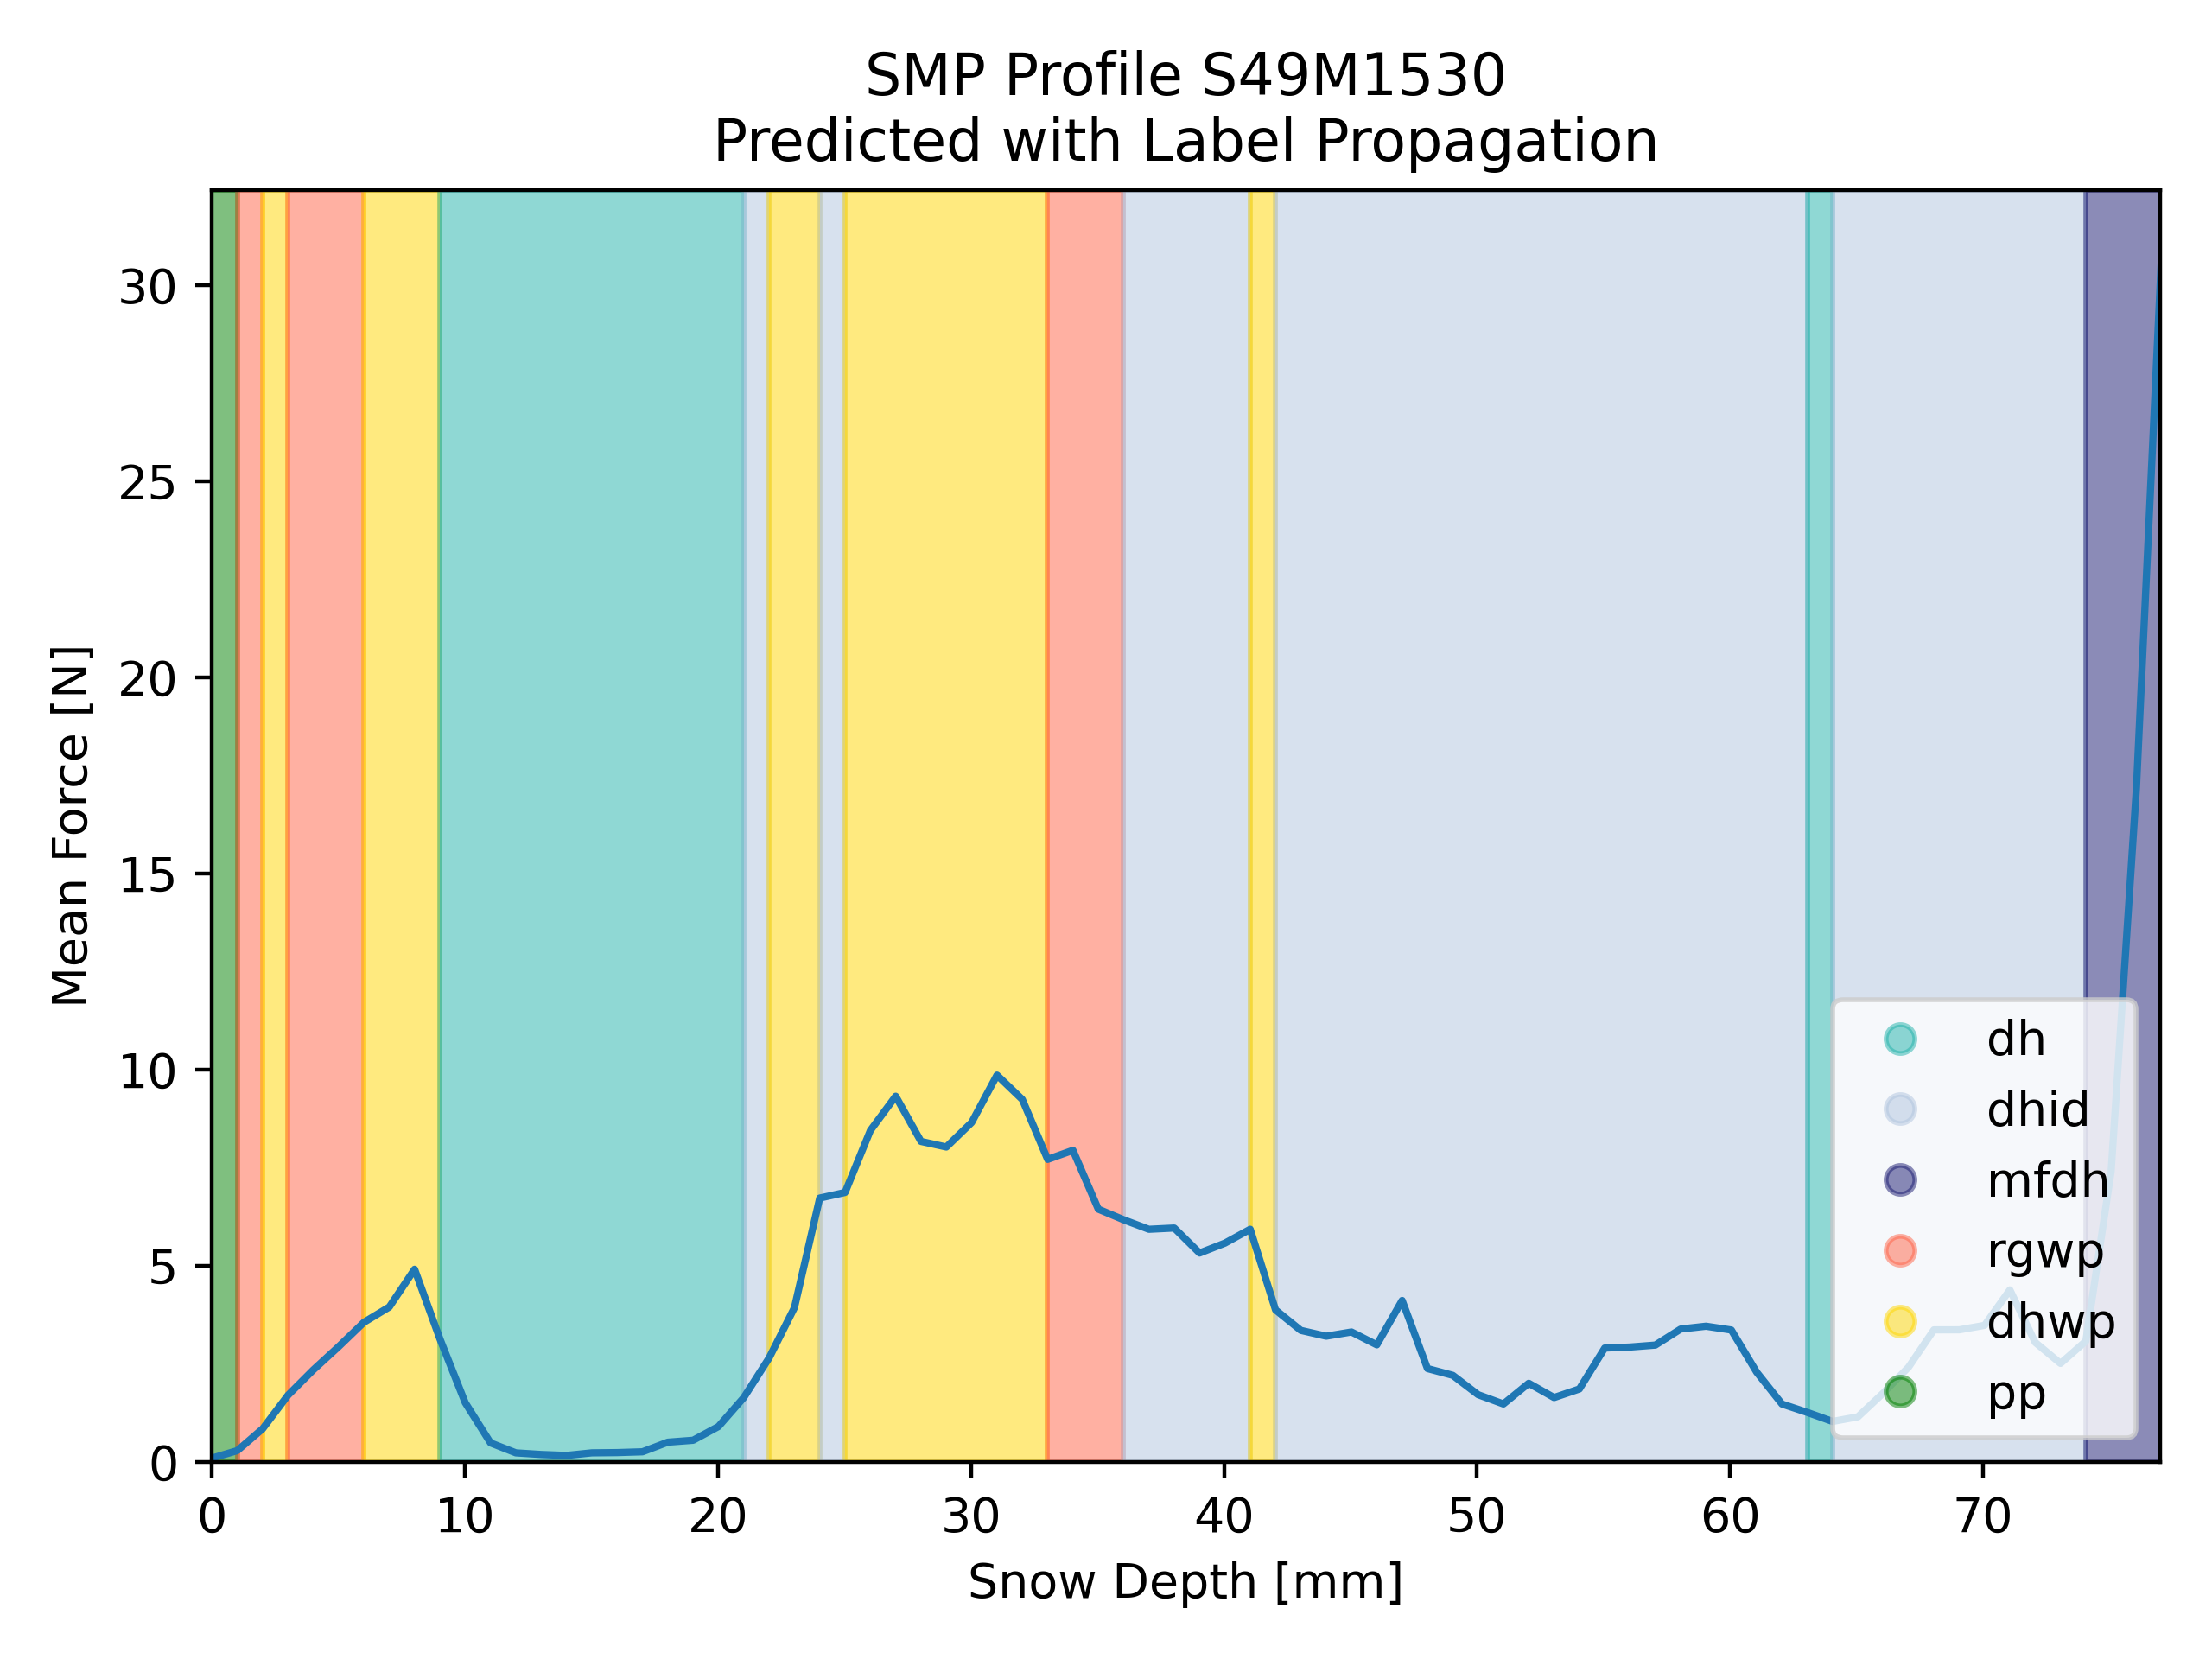 SMP Profile S49M1530
Predicted with Label Propagation
Mean Force [N]
30
25
20
15
10
5
0
dh
dhid
mfdh
rgwp
dhwp
pp
0 10 20 30 40 50 60 70
Snow Depth [mm]